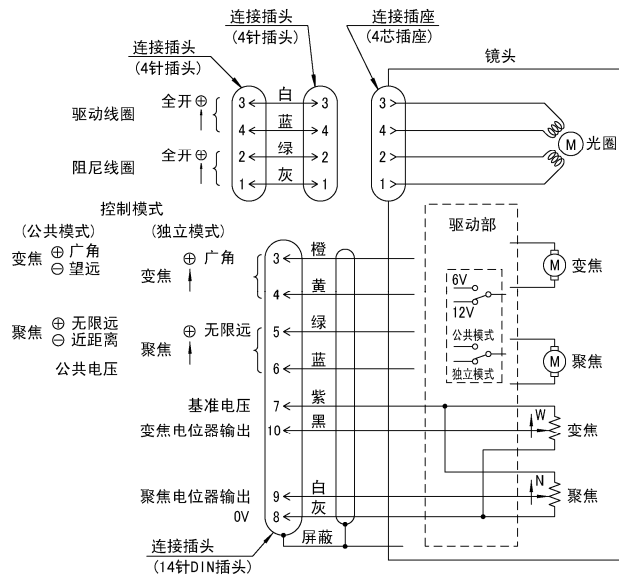 连接插头
(4针插头)
连接插头
(4针插头)
连接插座
(4芯插座)
镜头
驱动线圈
全开 ⊕
3
白
3
3
4
蓝
4
4
阻尼线圈
全开 ⊕
2
绿
2
2
1
灰
1
1
M 光圈
控制模式
(公共模式)
(独立模式)
变焦
⊕ 广角
⊖ 望远
变焦
⊕ 广角
3
橙
4
黄
聚焦
⊕ 无限远
⊖ 近距离
聚焦
⊕ 无限远
5
绿
公共电压
6
蓝
基准电压
7
紫
变焦电位器输出
10
黑
聚焦电位器输出
9
白
0V
8
灰
屏蔽
连接插头
(14针DIN插头)
驱动部
6V
12V
公共模式
独立模式
M 变焦
M 聚焦
W 变焦
N 聚焦